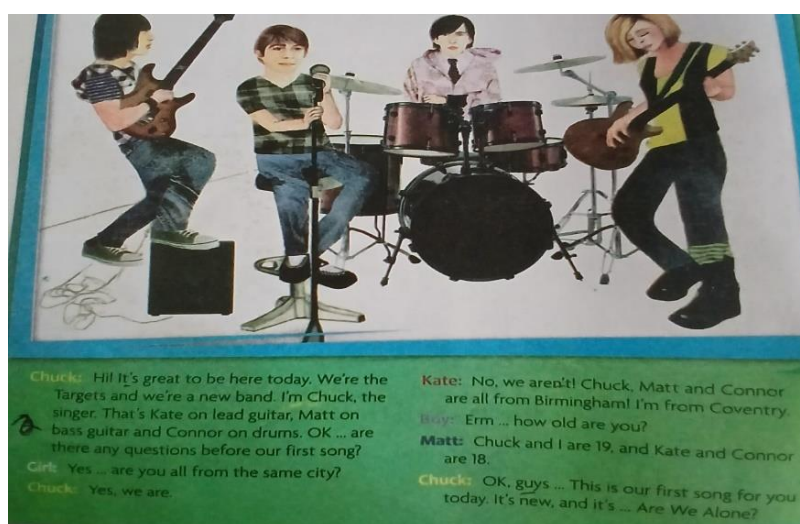 Chuck: Hi! It's great to be here today. We're the
Targets and we're a new band. I'm Chuck, the
singer. That's Kate on lead guitar, Matt on
bass guitar and Connor on drums. OK ... are
there any questions before our first song?
Girl: Yes ... are you all from the same city?
Chuck: Yes, we are.
Kate: No, we aren't! Chuck, Matt and Connor
are all from Birmingham! I'm from Coventry.
Boy: Erm ... how old are you?
Matt: Chuck and I are 19, and Kate and Connor
are 18.
Chuck: OK, guys ... This is our first song for you
today. It's new, and it's ... Are We Alone?